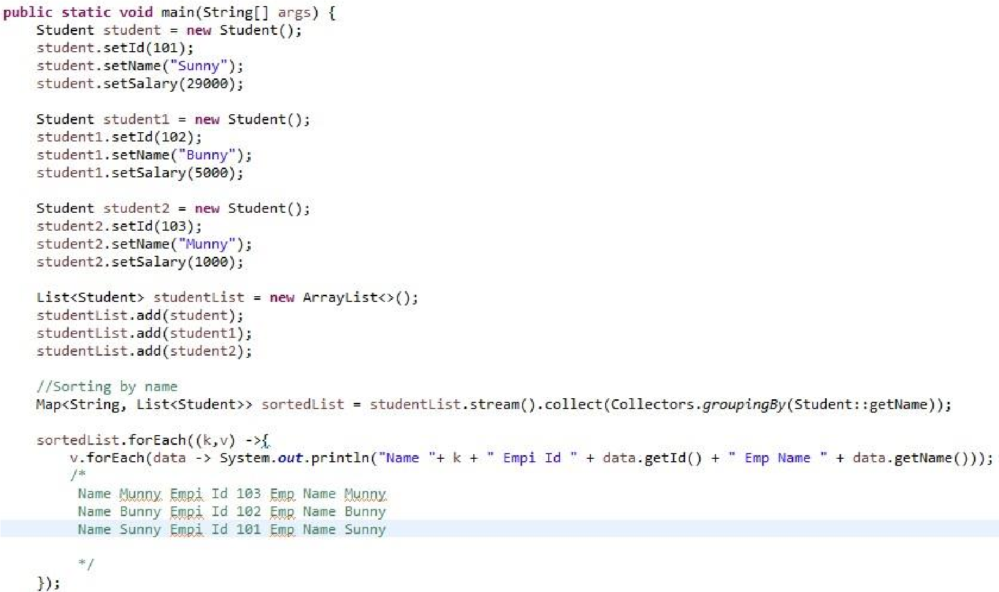 public static void main(String[] args) {
Student student = new Student();
student.setId(101);
student.setName("Sunny");
student.setSalary(29000);
Student student1 = new Student();
student1.setId(102);
student1.setName("Bunny");
student1.setSalary(5000);
Student student2 = new Student();
student2.setId(103);
student2.setName("Munny");
student2.setSalary(1000);
List<Student> studentList = new ArrayList<>();
studentList.add(student);
studentList.add(student1);
studentList.add(student2);
//Sorting by name
Map<String, List<Student>> sortedList = studentList.stream().collect(Collectors.groupingBy(Student::getName));
sortedList.forEach((k,v) ->{
v.forEach(data -> System.out.println("Name "+ k + " Empi Id " + data.getId() + " Emp Name " + data.getName()));
/*
Name Munny Empi Id 103 Emp Name Munny
Name Bunny Empi Id 102 Emp Name Bunny
Name Sunny Empi Id 101 Emp Name Sunny
*/
});